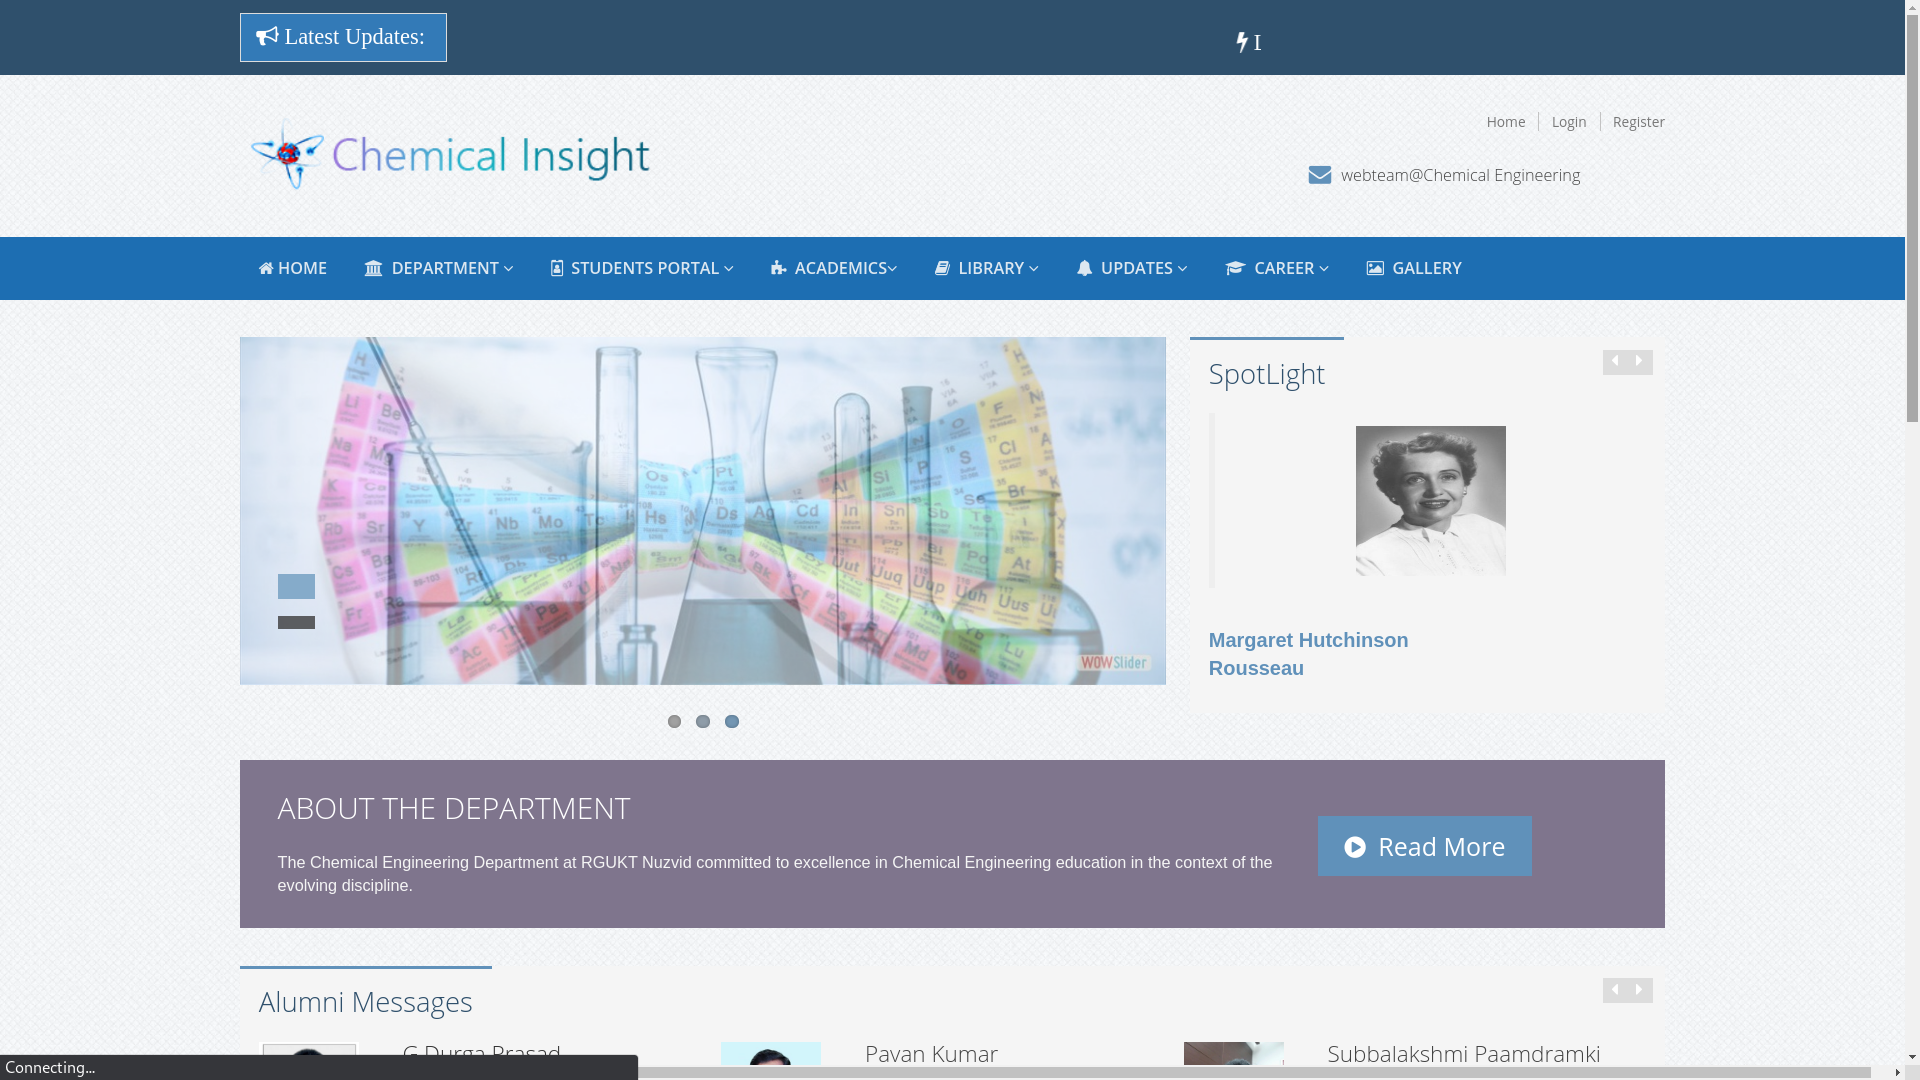 Latest Updates:
I
Chemical Insight
Home
Login
Register
webteam@Chemical Engineering
HOME
DEPARTMENT
STUDENTS PORTAL
ACADEMICS
LIBRARY
UPDATES
CAREER
GALLERY
SpotLight
WOWSlider
Margaret Hutchinson
Rousseau
ABOUT THE DEPARTMENT
The Chemical Engineering Department at RGUKT Nuzvid committed to excellence in Chemical Engineering education in the context of the
evolving discipline.
Read More
Alumni Messages
G Durga Prasad
Pavan Kumar
Subbalakshmi Paamdramki
Connecting...